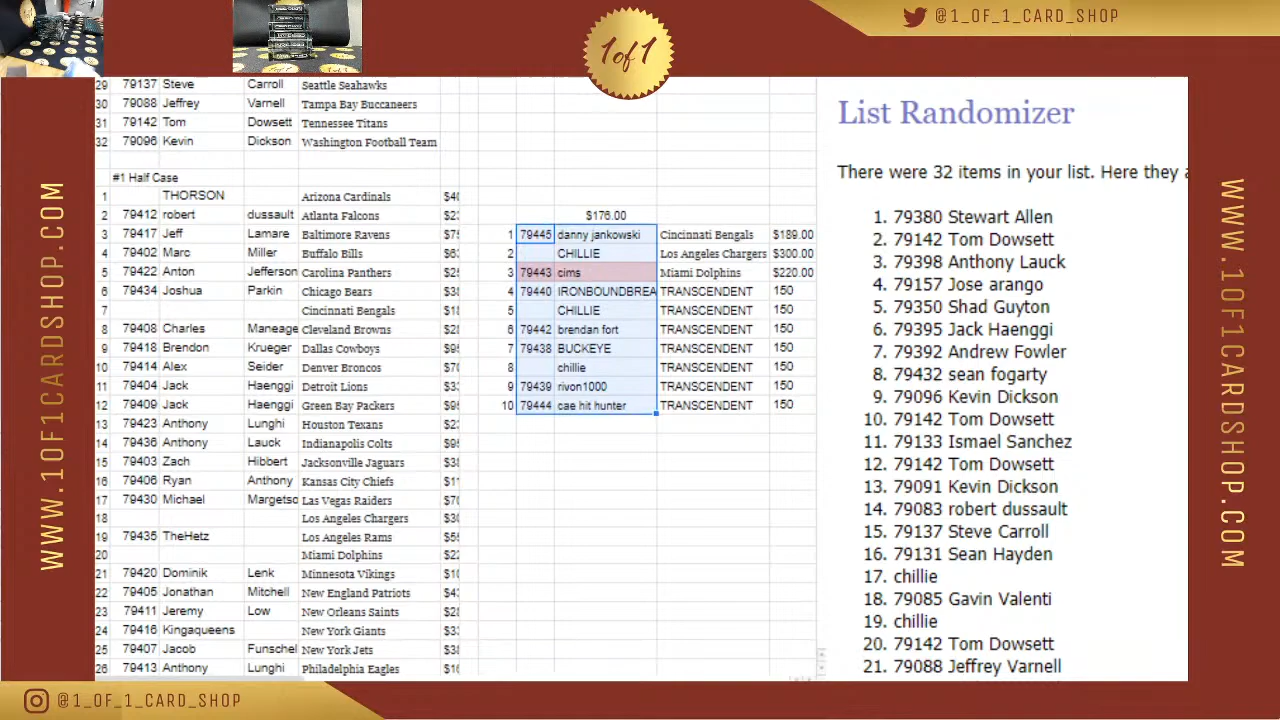 @1_OF_1_CARD_SHOP
1of1
WWW.1OF1CARDSHOP.COM
29 79137 Steve Carroll Seattle Seahawks
30 79088 Jeffrey Varnell Tampa Bay Buccaneers
31 79142 Tom Dowsett Tennessee Titans
32 79096 Kevin Dickson Washington Football Team
#1 Half Case
1 THORSON Arizona Cardinals
2 79412 robert dussault Atlanta Falcons
3 79417 Jeff Lamare Baltimore Ravens
4 79402 Marc Miller Buffalo Bills
5 79422 Anton Jefferson Carolina Panthers
6 79434 Joshua Parkin Chicago Bears
7 Cincinnati Bengals
8 79408 Charles Maneage Cleveland Browns
9 79418 Brendon Krueger Dallas Cowboys
10 79414 Alex Seider Denver Broncos
11 79404 Jack Haenggi Detroit Lions
12 79409 Jack Haenggi Green Bay Packers
13 79423 Anthony Lunghi Houston Texans
14 79436 Anthony Lauck Indianapolis Colts
15 79403 Zach Hibbert Jacksonville Jaguars
16 79406 Ryan Anthony Kansas City Chiefs
17 79430 Michael Margetso Las Vegas Raiders
18 Los Angeles Chargers
19 79435 TheHetz Los Angeles Rams
20 Miami Dolphins
21 79420 Dominik Lenk Minnesota Vikings
22 79405 Jonathan Mitchell New England Patriots
23 79411 Jeremy Low New Orleans Saints
24 79416 Kingaqueens New York Giants
25 79407 Jacob Funschel New York Jets
26 79413 Anthony Lunghi Philadelphia Eagles
$176.00
1 79445 danny jankowski Cincinnati Bengals $189.00
2 CHILLIE Los Angeles Chargers $300.00
3 79443 cims Miami Dolphins $220.00
4 79440 IRONBOUNDBREA TRANSCENDENT 150
5 CHILLIE TRANSCENDENT 150
6 79442 brendan fort TRANSCENDENT 150
7 79438 BUCKEYE TRANSCENDENT 150
8 chillie TRANSCENDENT 150
9 79439 rivon1000 TRANSCENDENT 150
10 79444 cae hit hunter TRANSCENDENT 150
List Randomizer
There were 32 items in your list. Here they
1. 79380 Stewart Allen
2. 79142 Tom Dowsett
3. 79398 Anthony Lauck
4. 79157 Jose arango
5. 79350 Shad Guyton
6. 79395 Jack Haenggi
7. 79392 Andrew Fowler
8. 79432 sean fogarty
9. 79096 Kevin Dickson
10. 79142 Tom Dowsett
11. 79133 Ismael Sanchez
12. 79142 Tom Dowsett
13. 79091 Kevin Dickson
14. 79083 robert dussault
15. 79137 Steve Carroll
16. 79131 Sean Hayden
17. chillie
18. 79085 Gavin Valenti
19. chillie
20. 79142 Tom Dowsett
21. 79088 Jeffrey Varnell
WWW.1OF1CARDSHOP.COM
@1_OF_1_CARD_SHOP